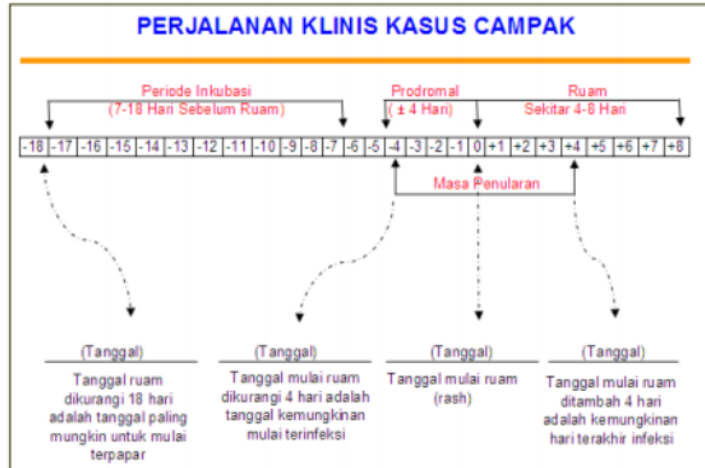 PERJALANAN KLINIS KASUS CAMPAK
Periode Inkubasi
(7-18 Hari Sebelum Ruam)
Prodromal
( ± 4 Hari)
Ruam
Sekitar 4-8 Hari
-18 -17 -16 -15 -14 -13 -12 -11 -10 -9 -8 -7 -6 -5 -4 -3 -2 -1 0 +1 +2 +3 +4 +5 +6 +7 +8
Masa Penularan
(Tanggal)
Tanggal ruam
dikurangi 18 hari
adalah tanggal paling
mungkin untuk mulai
terpapar
(Tanggal)
Tanggal mulai ruam
dikurangi 4 hari adalah
tanggal kemungkinan
mulai terinfeksi
(Tanggal)
Tanggal mulai ruam
(rash)
(Tanggal)
Tanggal mulai ruam
ditambah 4 hari
adalah kemungkinan
hari terakhir infeksi